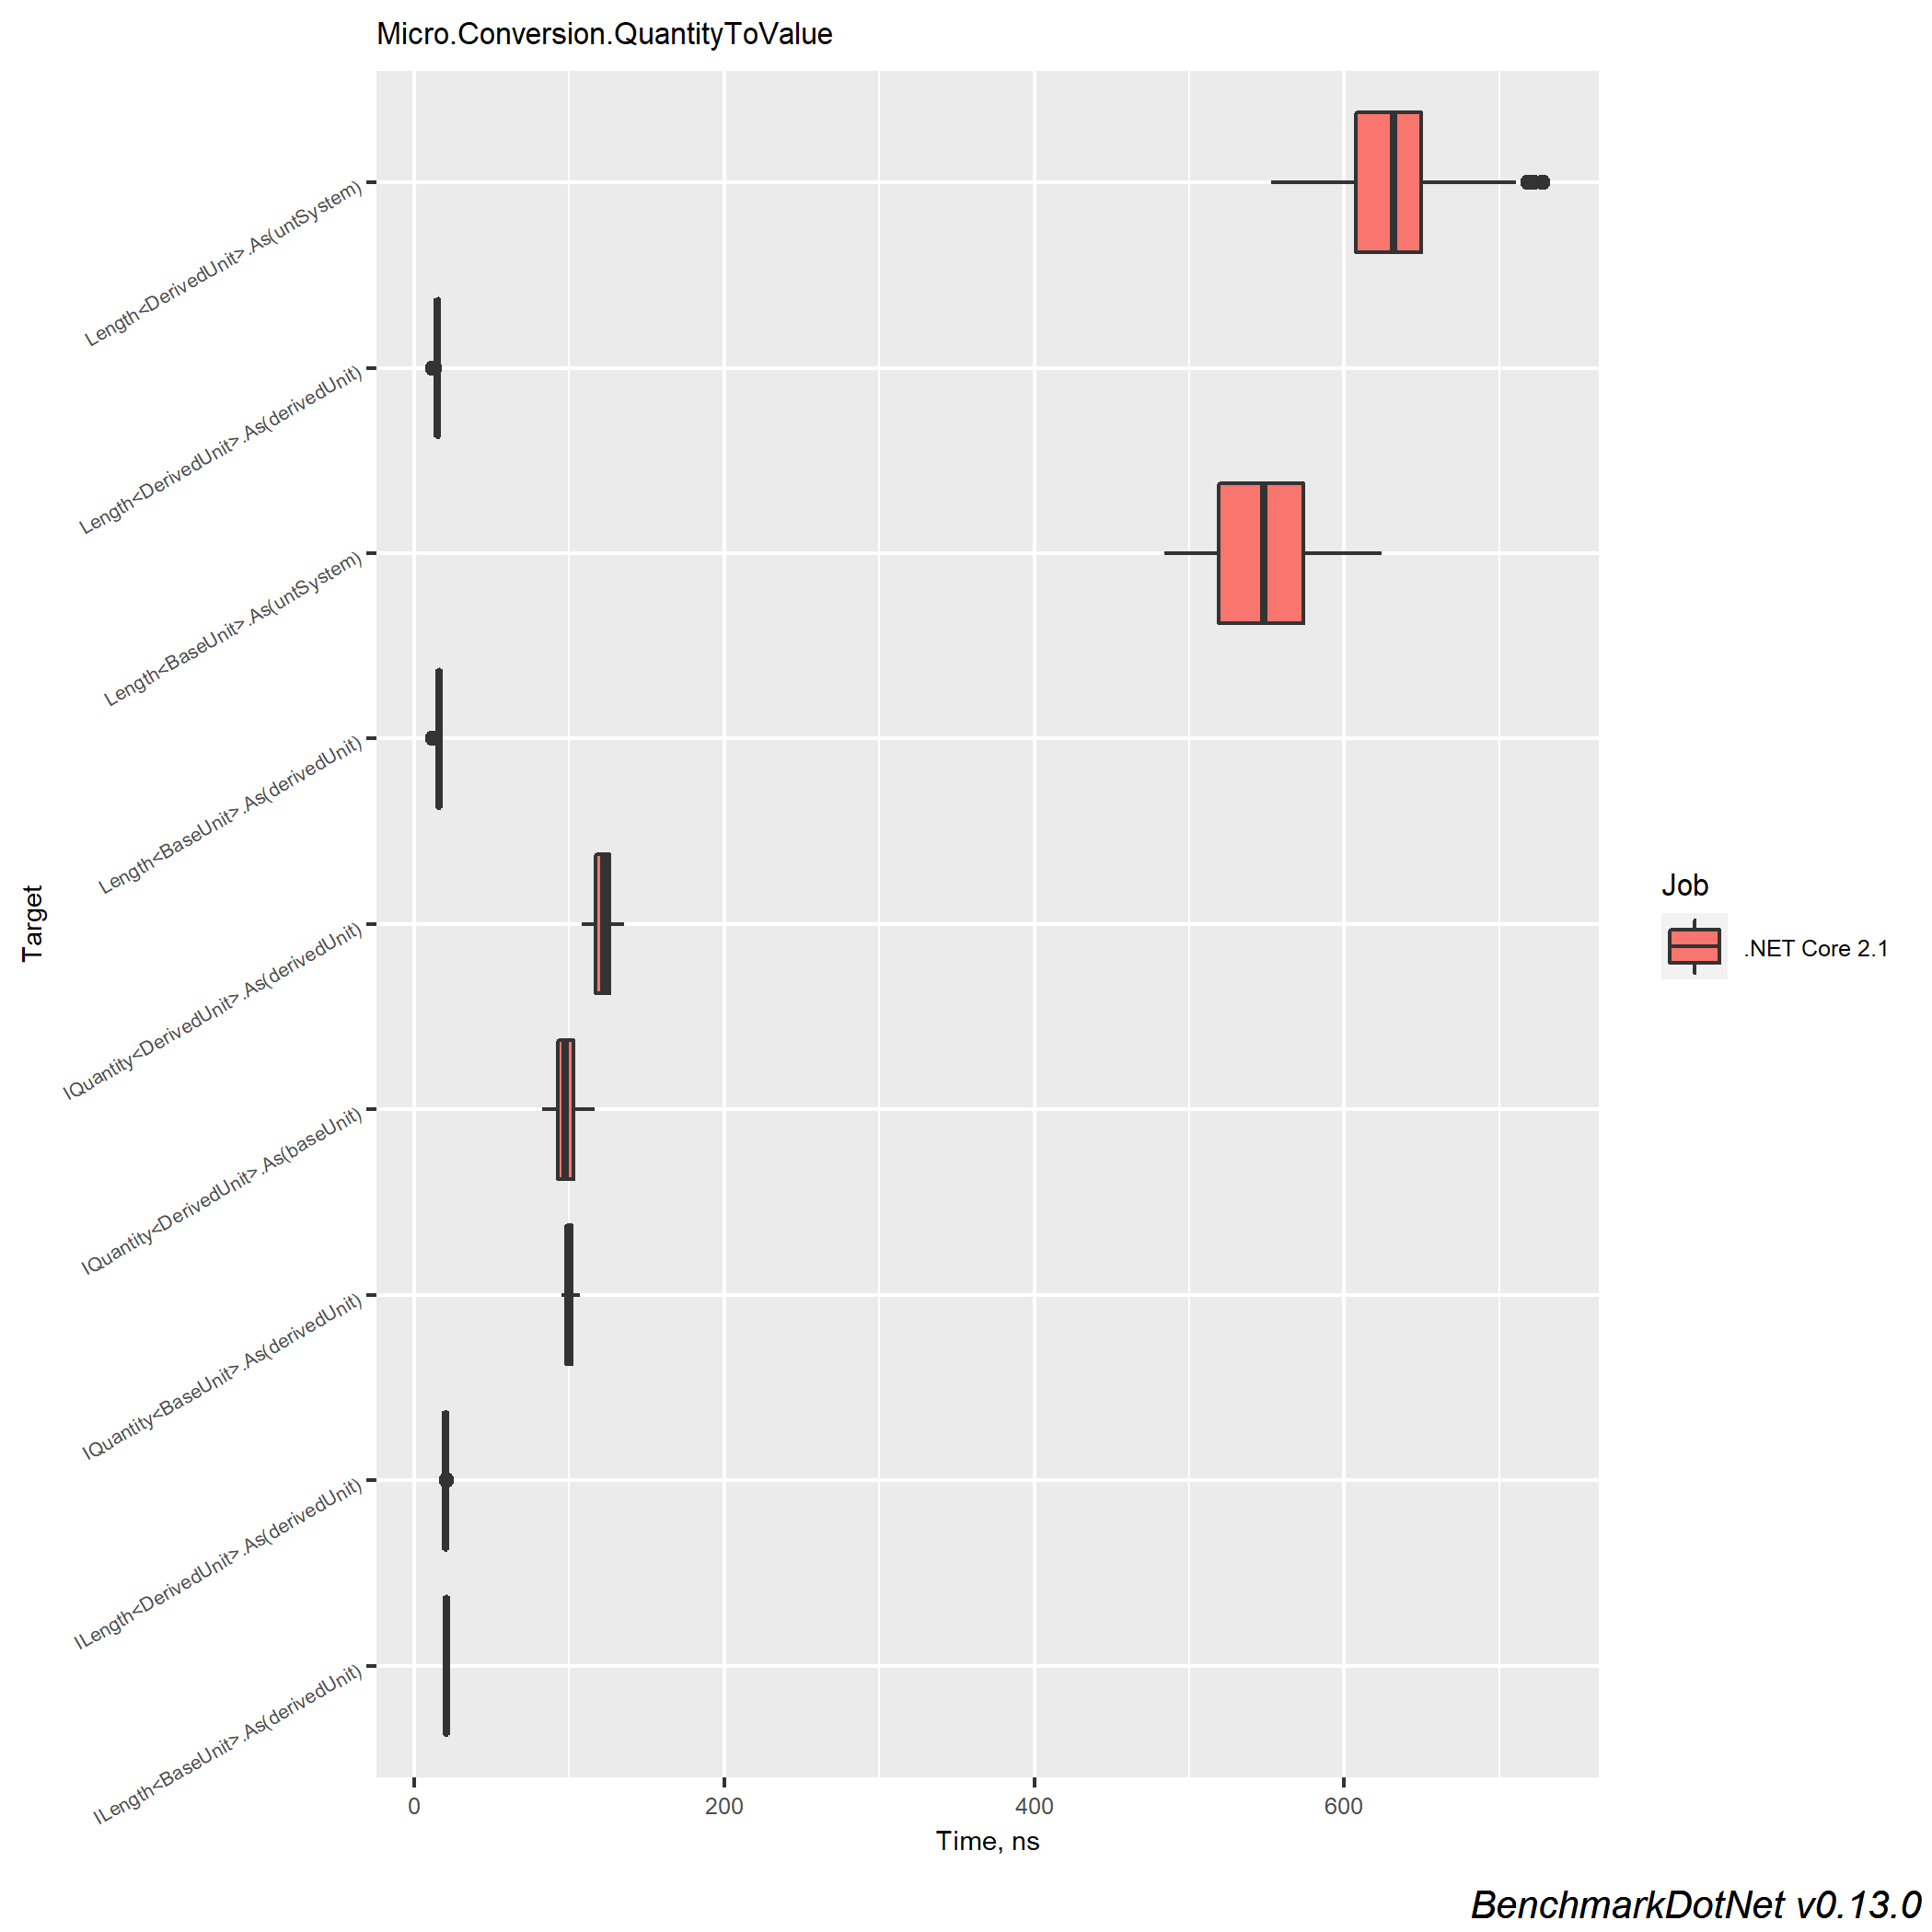 Micro.Conversion.QuantityToValue
Length<DerivedUnit>.As(untSystem)
Length<DerivedUnit>.As(derivedUnit)
Length<BaseUnit>.As(untSystem)
Length<BaseUnit>.As(derivedUnit)
IQuantity<DerivedUnit>.As(derivedUnit)
IQuantity<DerivedUnit>.As(baseUnit)
IQuantity<BaseUnit>.As(derivedUnit)
ILength<DerivedUnit>.As(derivedUnit)
ILength<BaseUnit>.As(derivedUnit)
Target
0 200 400 600
Time, ns
Job
.NET Core 2.1
BenchmarkDotNet v0.13.0